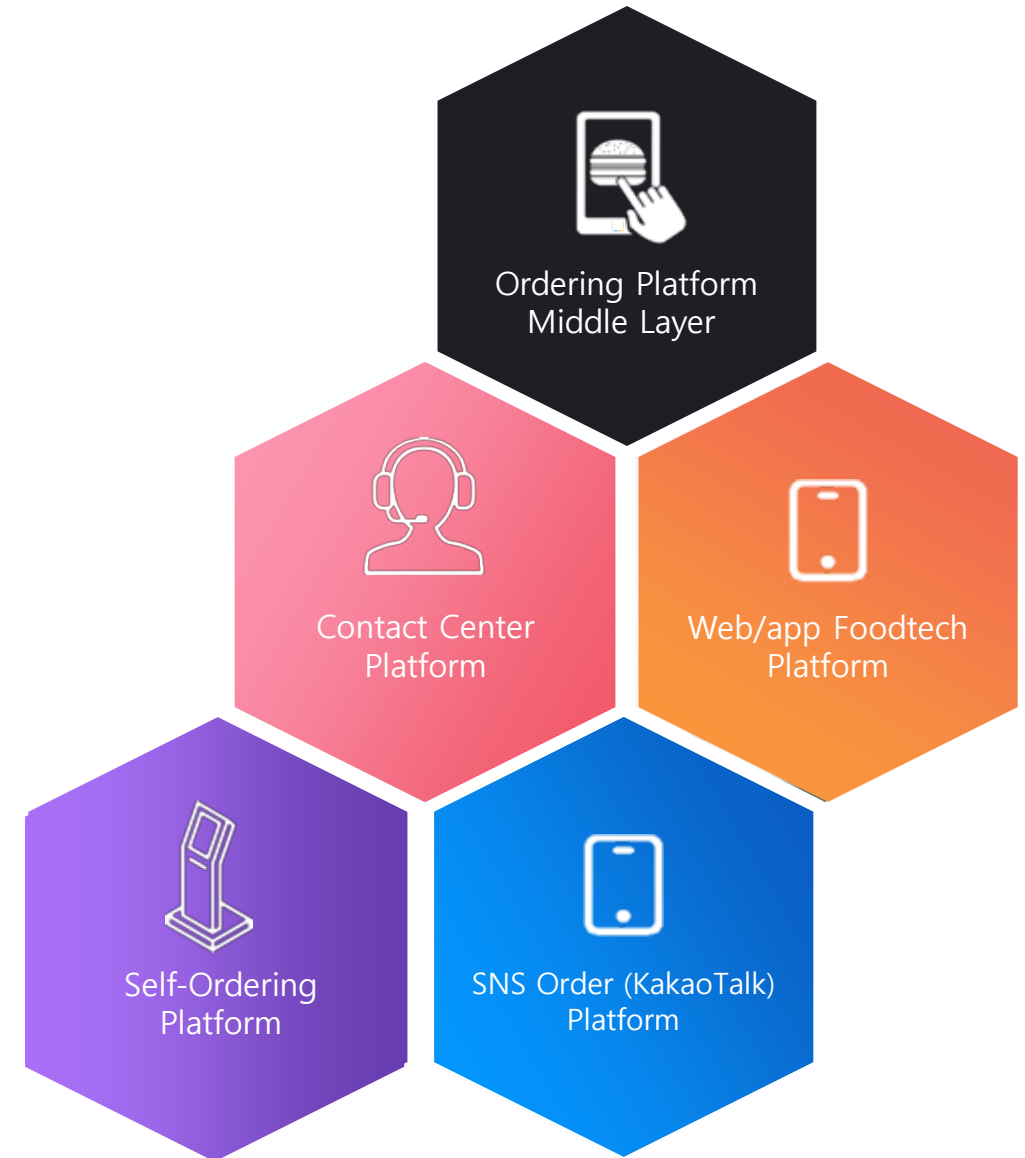 Ordering Platform
Middle Layer
Contact Center
Platform
Web/app Foodtech
Platform
Self-Ordering
Platform
SNS Order (KakaoTalk)
Platform